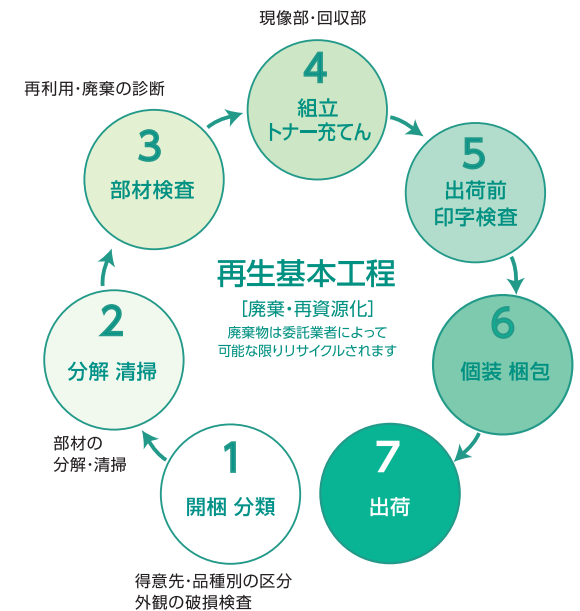 再生基本工程
[廃棄・再資源化]
廃棄物は委託業者によって
可能な限りリサイクルされます
1
開梱 分類
得意先・品種別の区分
外観の破損検査
2
分解 清掃
部材の
分解・清掃
3
部材検査
再利用・廃棄の診断
4
組立
トナー充てん
現像部・回収部
5
出荷前
印字検査
6
個装 梱包
7
出荷